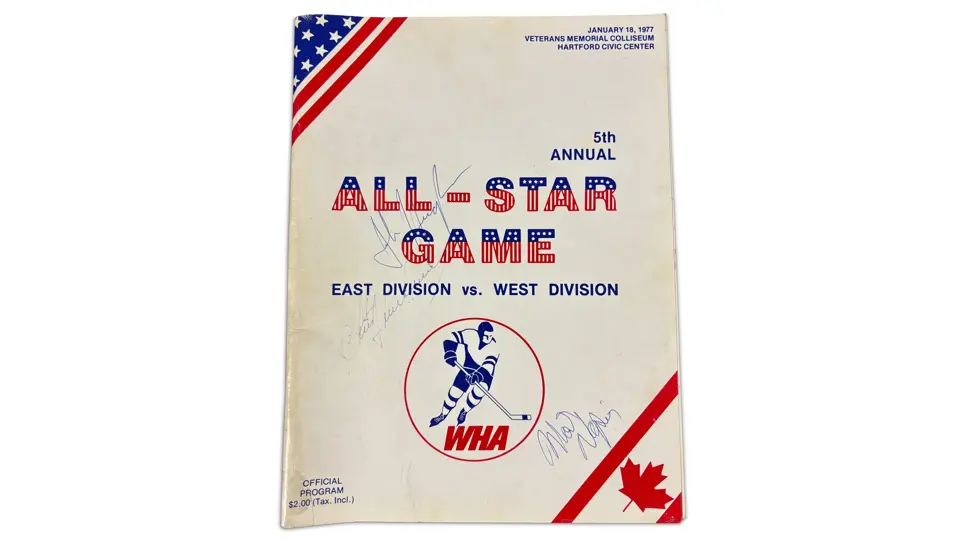 JANUARY 18, 1977
VETERANS MEMORIAL COLLISEUM
HARTFORD CIVIC CENTER
5th
ANNUAL
ALL-STAR
GAME
EAST DIVISION vs. WEST DIVISION
WHA
OFFICIAL
PROGRAM
$2.00 (Tax. Incl.)